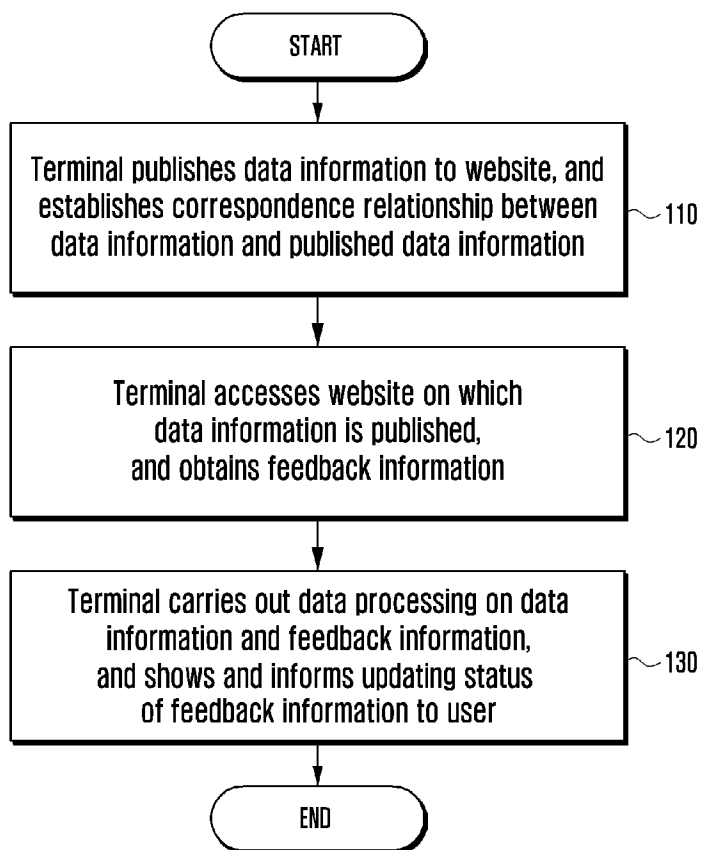 START
Terminal publishes data information to website, and
establishes correspondence relationship between
data information and published data information
110
Terminal accesses website on which
data information is published,
and obtains feedback information
120
Terminal carries out data processing on data
information and feedback information,
and shows and informs updating status
of feedback information to user
130
END